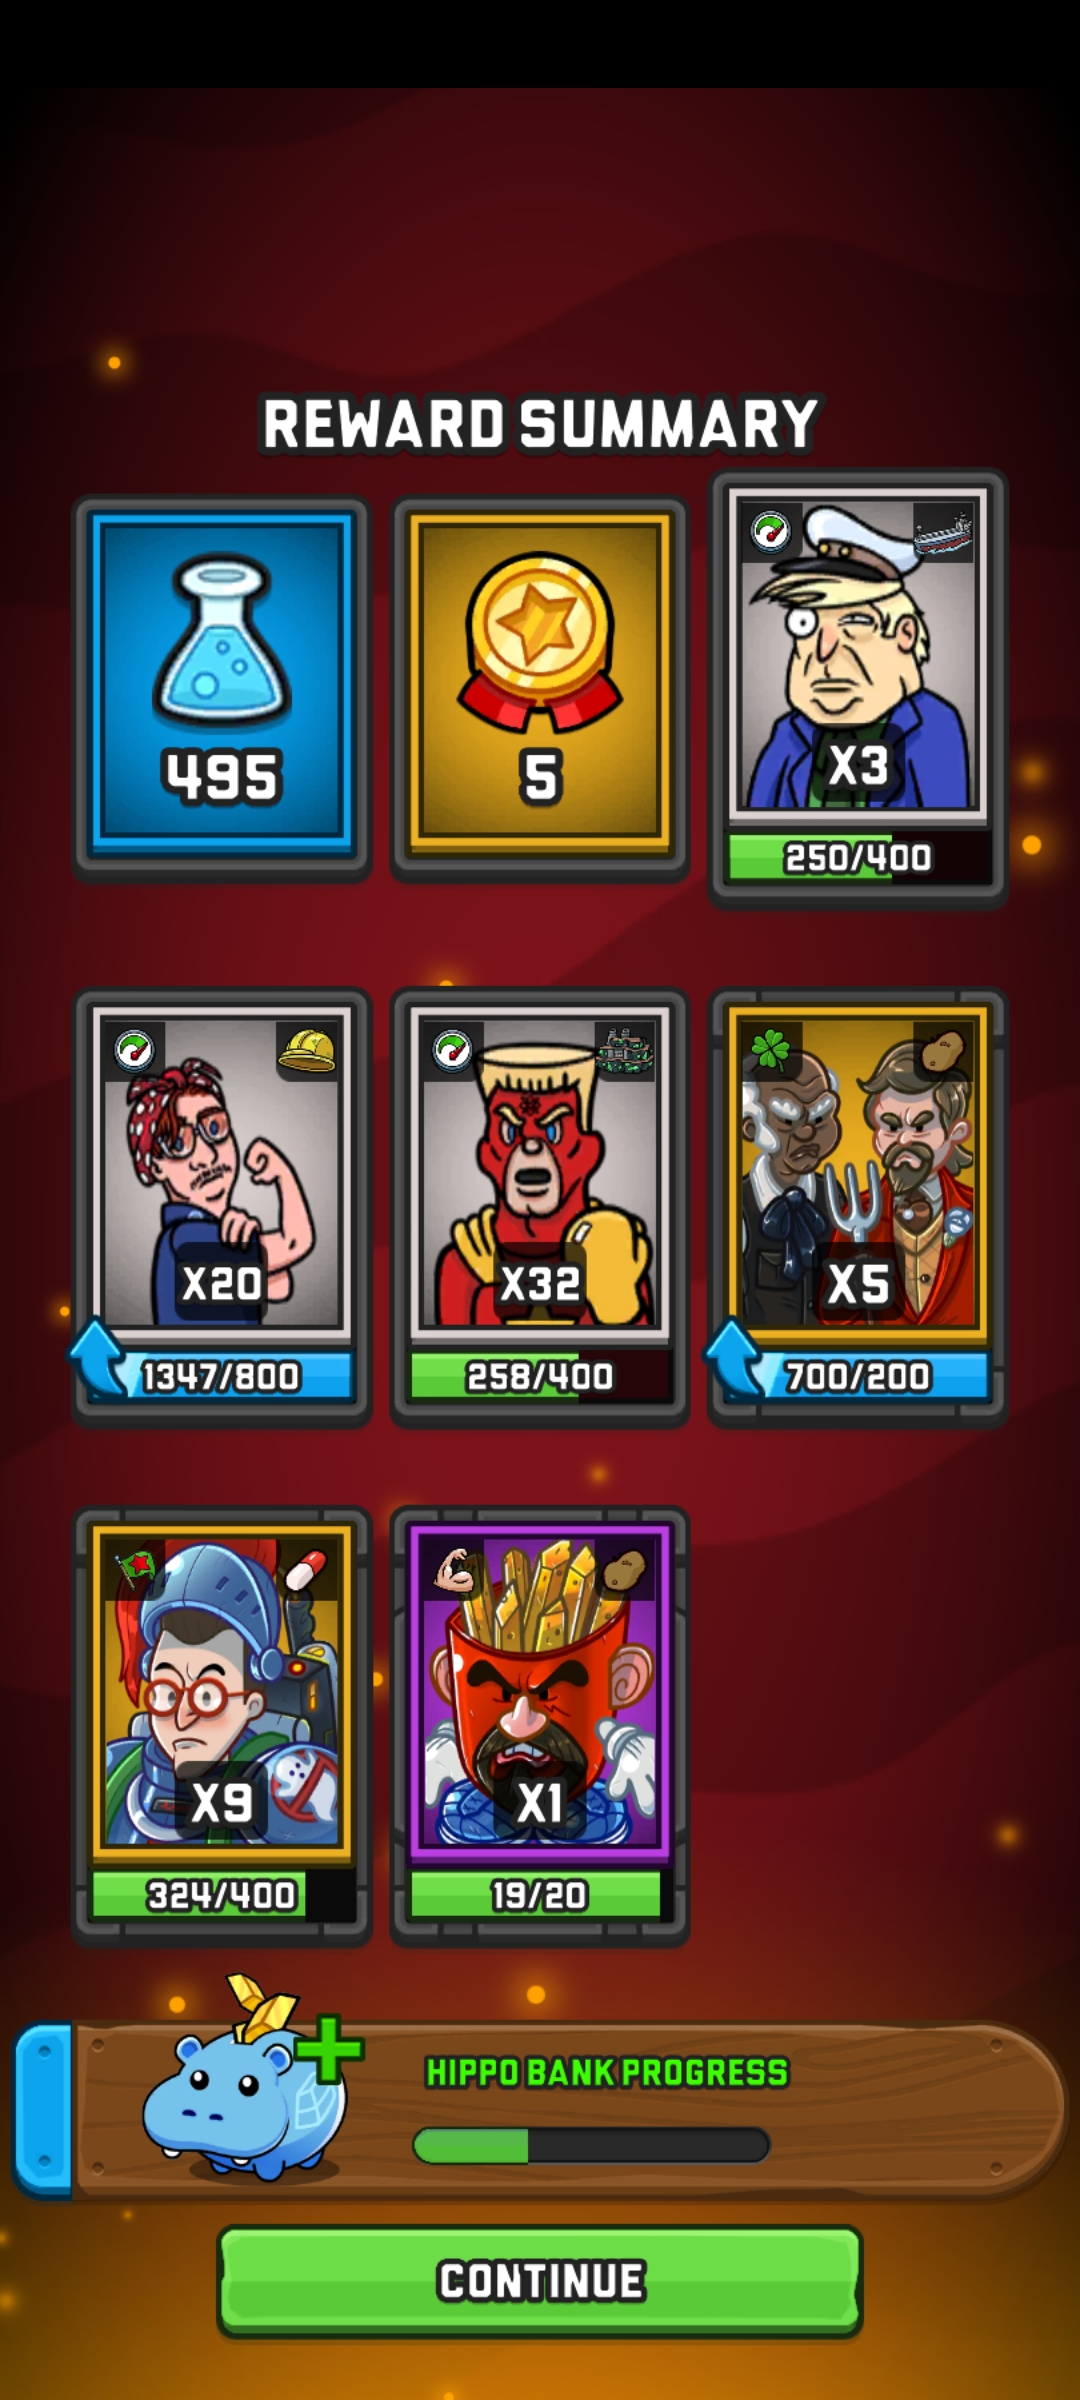 REWARD SUMMARY
495
5
X3
250/400
X20
1347/800
X32
258/400
X5
700/200
X9
324/400
X1
19/20
HIPPO BANK PROGRESS
CONTINUE